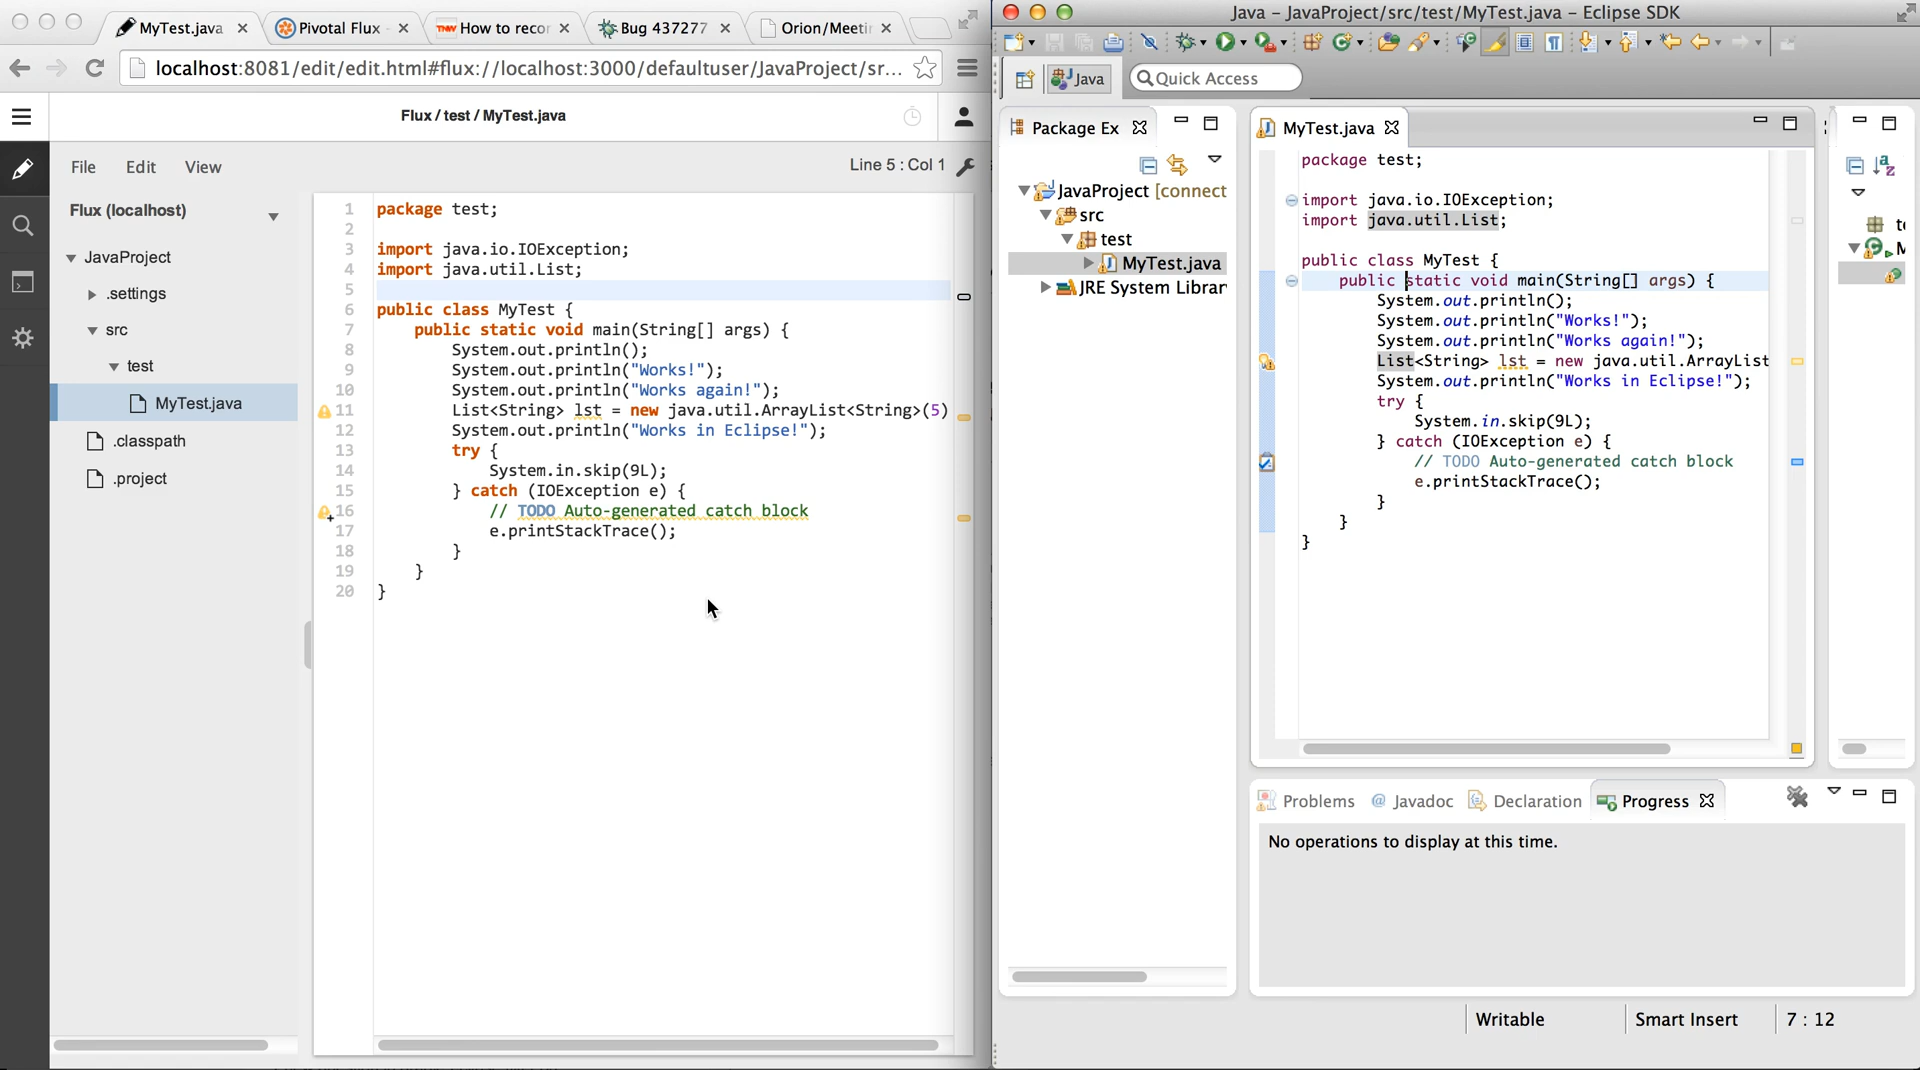 MyTest.java
Pivotal Flux
How to recor
Bug 437277
Orion/Meetin
localhost:8081/edit/edit.html#flux://localhost:3000/defaultuser/JavaProject/sr...
Flux / test / MyTest.java
File Edit View
Line 5 : Col 1
Flux (localhost)
JavaProject
.settings
src
test
MyTest.java
.classpath
.project
1 package test;
2
3 import java.io.IOException;
4 import java.util.List;
5
6 public class MyTest {
7 public static void main(String[] args) {
8 System.out.println();
9 System.out.println("Works!");
10 System.out.println("Works again!");
11 List<String> lst = new java.util.ArrayList<String>(5)
12 System.out.println("Works in Eclipse!");
13 try {
14 System.in.skip(9L);
15 } catch (IOException e) {
16 // TODO Auto-generated catch block
17 e.printStackTrace();
18 }
19 }
20 }
Java – JavaProject/src/test/MyTest.java – Eclipse SDK
Java
Quick Access
Package Ex
JavaProject [connect
src
test
MyTest.java
JRE System Librar
MyTest.java
package test;
import java.io.IOException;
import java.util.List;
public class MyTest {
public static void main(String[] args) {
System.out.println();
System.out.println("Works!");
System.out.println("Works again!");
List<String> lst = new java.util.ArrayList
System.out.println("Works in Eclipse!");
try {
System.in.skip(9L);
} catch (IOException e) {
// TODO Auto-generated catch block
e.printStackTrace();
}
}
}
Problems
@ Javadoc
Declaration
Progress
No operations to display at this time.
Writable
Smart Insert
7 : 12